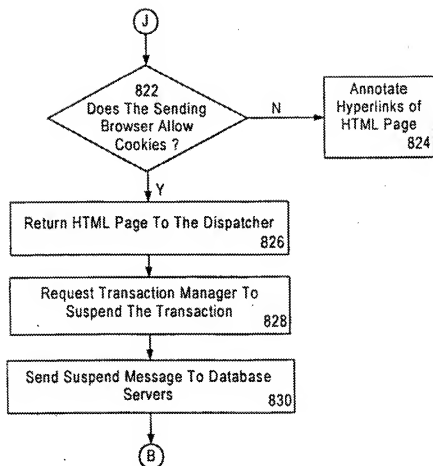 J
822
Does The Sending
Browser Allow
Cookies ?
N
Annotate
Hyperlinks of
HTML Page
824
Y
Return HTML Page To The Dispatcher
826
Request Transaction Manager To
Suspend The Transaction
828
Send Suspend Message To Database
Servers
830
B